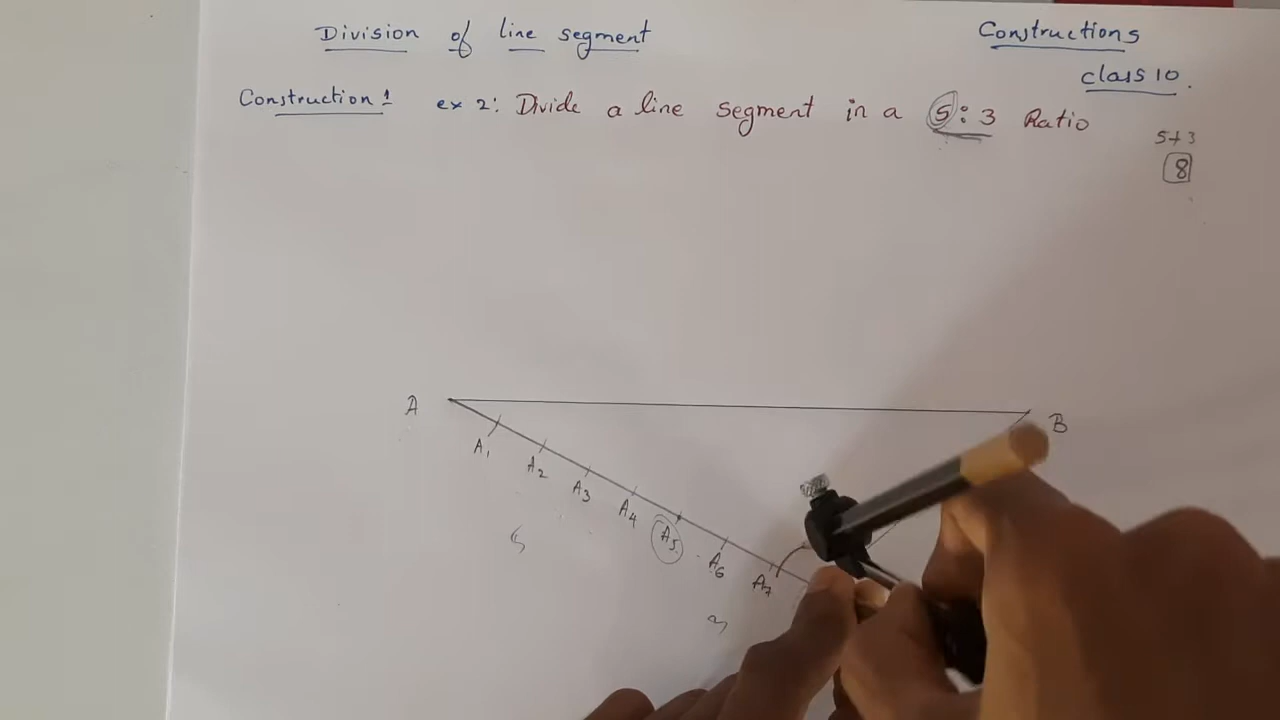 Division of line segment
Constructions
class 10.
Construction 1 ex 2: Divide a line segment in a 5:3 Ratio
5+3
8
A
B
A1
A2
A3
A4
A5
A6
A7
5
3